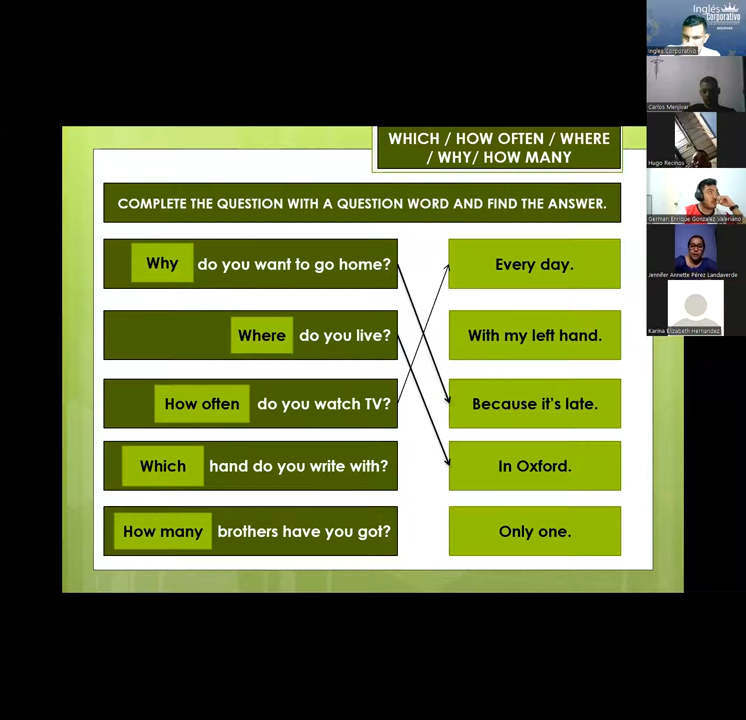 Inglés
Corporativo
Ingles Corporativo
Carlos Menjivar
Hugo Recinos
German Enrique Gonzalez Valeriano
Jennifer Annette Pérez Landaverde
Karina Elizabeth Hernandez
WHICH / HOW OFTEN / WHERE
/ WHY/ HOW MANY
COMPLETE THE QUESTION WITH A QUESTION WORD AND FIND THE ANSWER.
Why do you want to go home?
Every day.
Where do you live?
With my left hand.
How often do you watch TV?
Because it's late.
Which hand do you write with?
In Oxford.
How many brothers have you got?
Only one.